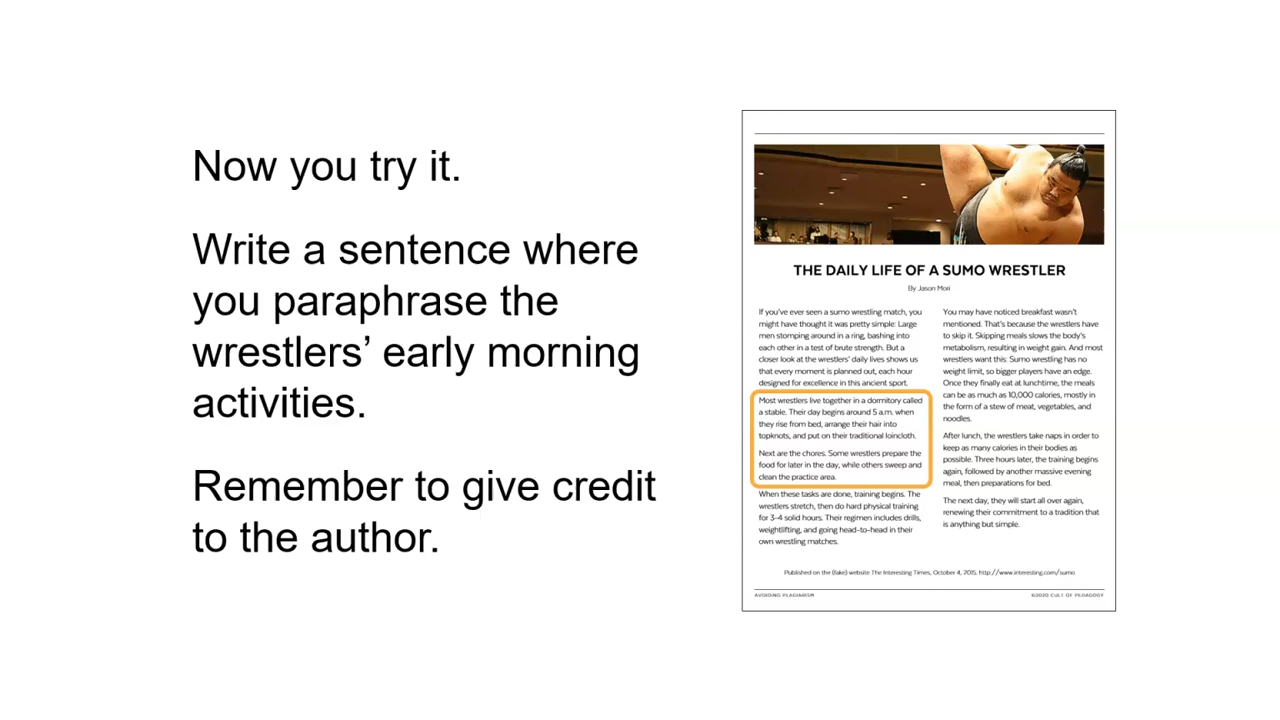 Now you try it.
Write a sentence where
you paraphrase the
wrestlers’ early morning
activities.
Remember to give credit
to the author.
THE DAILY LIFE OF A SUMO WRESTLER
By Jason Mori
If you've ever seen a sumo wrestling match, you
might have thought it was pretty simple: Large
men stomping around in a ring, bashing into
each other in a test of brute strength. But a
closer look at the wrestlers' daily lives shows us
that every moment is planned out, each hour
designed for excellence in this ancient sport.
Most wrestlers live together in a dormitory called
a stable. Their day begins around 5 a.m. when
they rise from bed, arrange their hair into
topknots, and put on their traditional loincloth.
Next are the chores. Some wrestlers prepare the
food for later in the day, while others sweep and
clean the practice area.
When these tasks are done, training begins. The
wrestlers stretch, then do hard physical training
for 3-4 solid hours. Their regimen includes drills,
weightlifting, and going head-to-head in their
own wrestling matches.
You may have noticed breakfast wasn't
mentioned. That's because the wrestlers have
to skip it. Skipping meals slows the body's
metabolism, resulting in weight gain. And most
wrestlers want this: Sumo wrestling has no
weight limit, so bigger players have an edge.
Once they finally eat at lunchtime, the meals
can be as much as 10,000 calories, mostly in
the form of a stew of meat, vegetables, and
noodles.
After lunch, the wrestlers take naps in order to
keep as many calories in their bodies as
possible. Three hours later, the training begins
again, followed by another massive evening
meal, then preparations for bed.
The next day, they will start all over again,
renewing their commitment to a tradition that
is anything but simple.
Published on the (fake) website The Interesting Times, October 4, 2015, http://www.interesting.com/sumo
AVOIDING PLAGIARISM
©2020 CULT OF PEDAGOGY